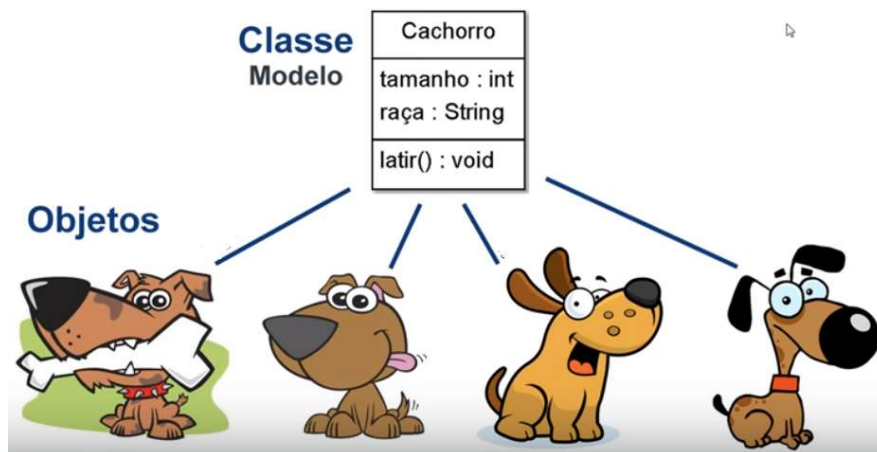 Classe
Modelo
Cachorro
tamanho : int
raça : String
latir() : void
Objetos